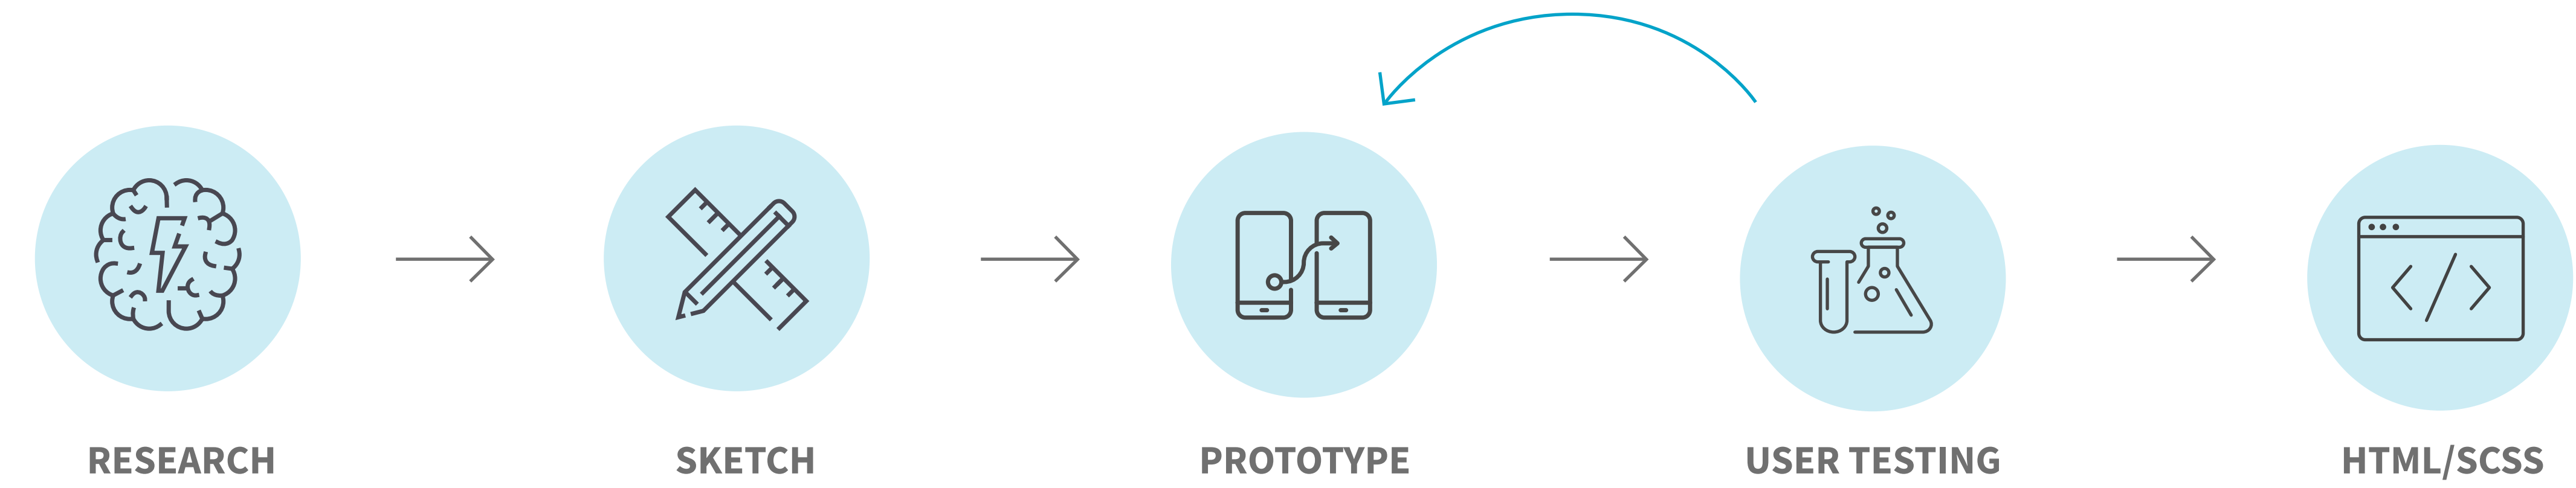 RESEARCH
SKETCH
PROTOTYPE
USER TESTING
HTML/SCSS